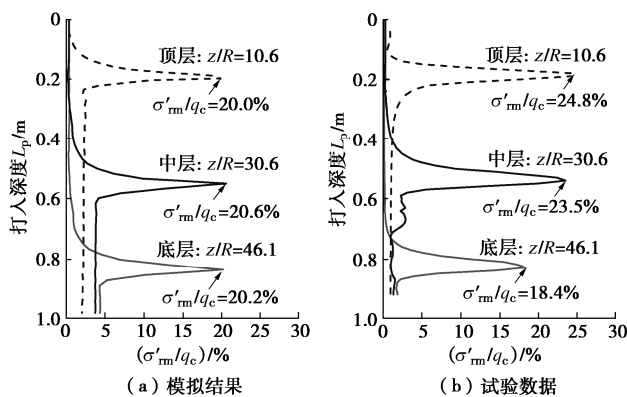 0
0.2
0.4
0.6
0.8
1.0
打入深度Lp/m
顶层: z/R=10.6
σ′rm/qc=20.0%
中层: z/R=30.6
σ′rm/qc=20.6%
底层: z/R=46.1
σ′rm/qc=20.2%
0 5 10 15 20 25 30
(σ′rm/qc)/%
(a) 模拟结果
0
0.2
0.4
0.6
0.8
1.0
打入深度Lp/m
顶层: z/R=10.6
σ′rm/qc=24.8%
中层: z/R=30.6
σ′rm/qc=23.5%
底层: z/R=46.1
σ′rm/qc=18.4%
0 5 10 15 20 25 30
(σ′rm/qc)/%
(b) 试验数据